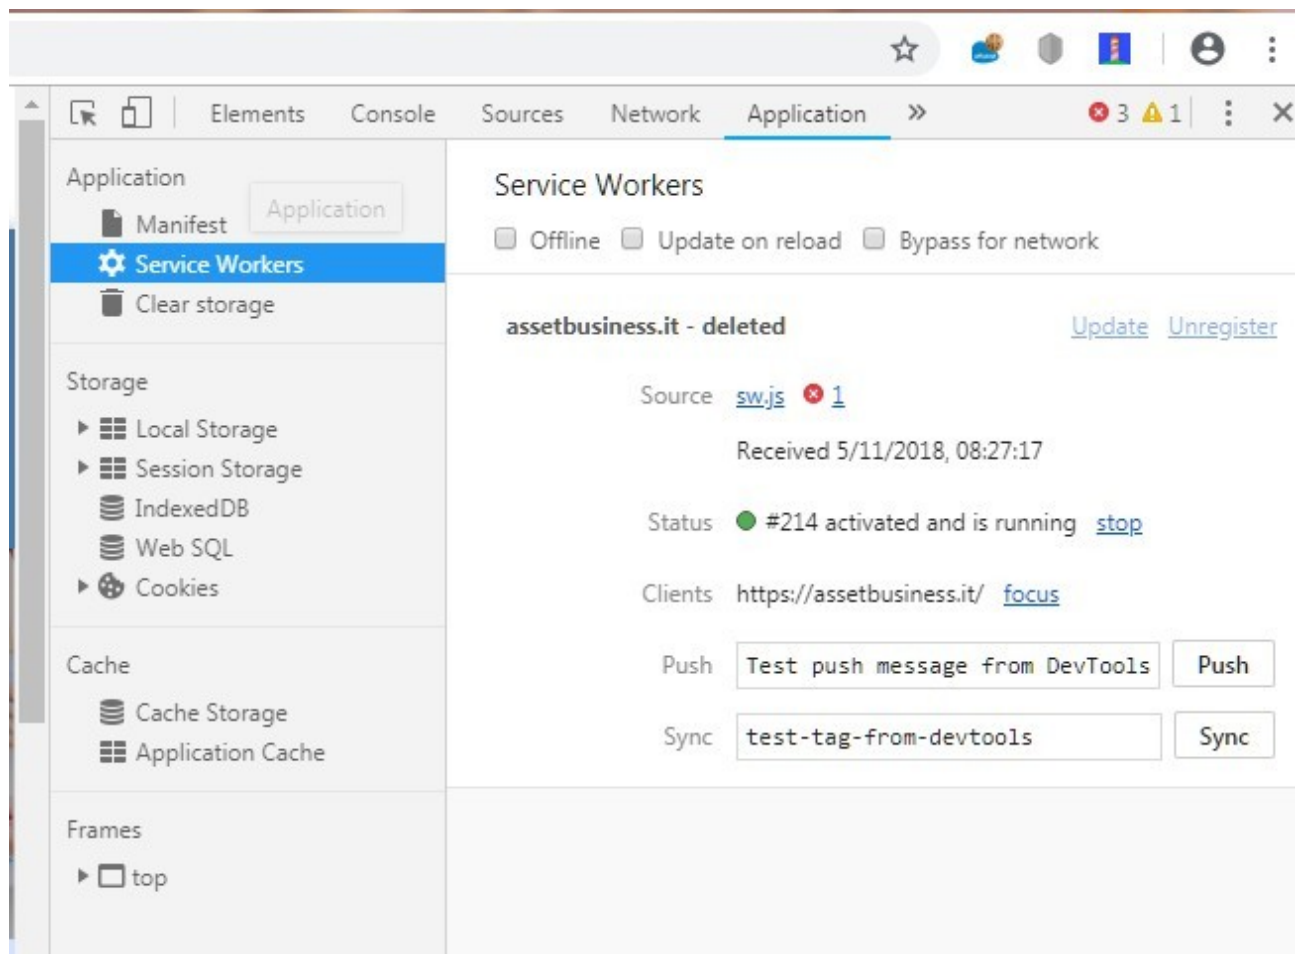 Elements Console Sources Network Application » 3 1
Application
Application
Manifest
Service Workers
Clear storage
Storage
Local Storage
Session Storage
IndexedDB
Web SQL
Cookies
Cache
Cache Storage
Application Cache
Frames
top
Service Workers
Offline Update on reload Bypass for network
assetbusiness.it - deleted Update Unregister
Source sw.js 1
Received 5/11/2018, 08:27:17
Status #214 activated and is running stop
Clients https://assetbusiness.it/ focus
Push Test push message from DevTools Push
Sync test-tag-from-devtools Sync